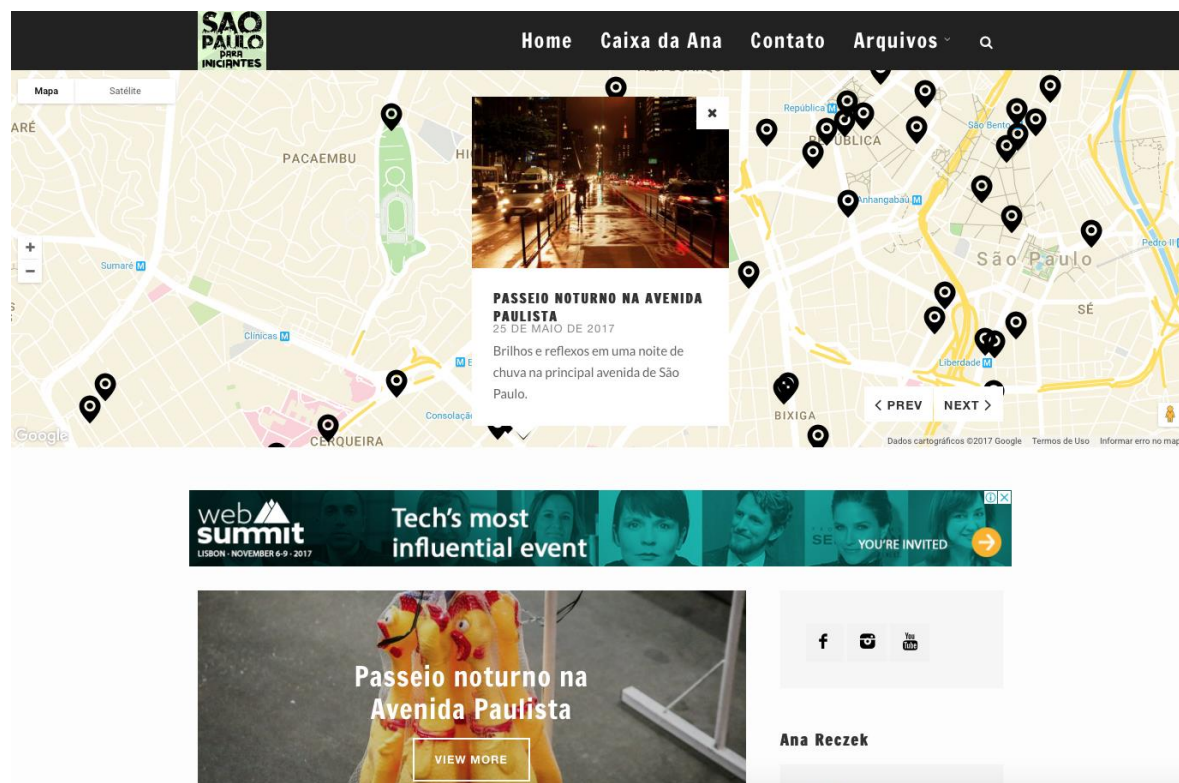 SAO
PAULO
PARA
INICIANTES
Home Caixa da Ana Contato Arquivos
Mapa Satélite
PACAEMBU
República
São Bento
Anhangabaú
Pedro II
São Paulo
SÉ
Sumaré
Clínicas
Liberdade
BIXIGA
CERQUEIRA
Google
PASSEIO NOTURNO NA AVENIDA
PAULISTA
25 DE MAIO DE 2017
Brilhos e reflexos em uma noite de
chuva na principal avenida de São
Paulo.
< PREV NEXT >
Dados cartográficos ©2017 Google Termos de Uso Informar erro no map
web
summit
LISBON - NOVEMBER 6-9 - 2017
Tech's most
influential event
YOU'RE INVITED
Passeio noturno na
Avenida Paulista
VIEW MORE
You
Tube
Ana Reczek